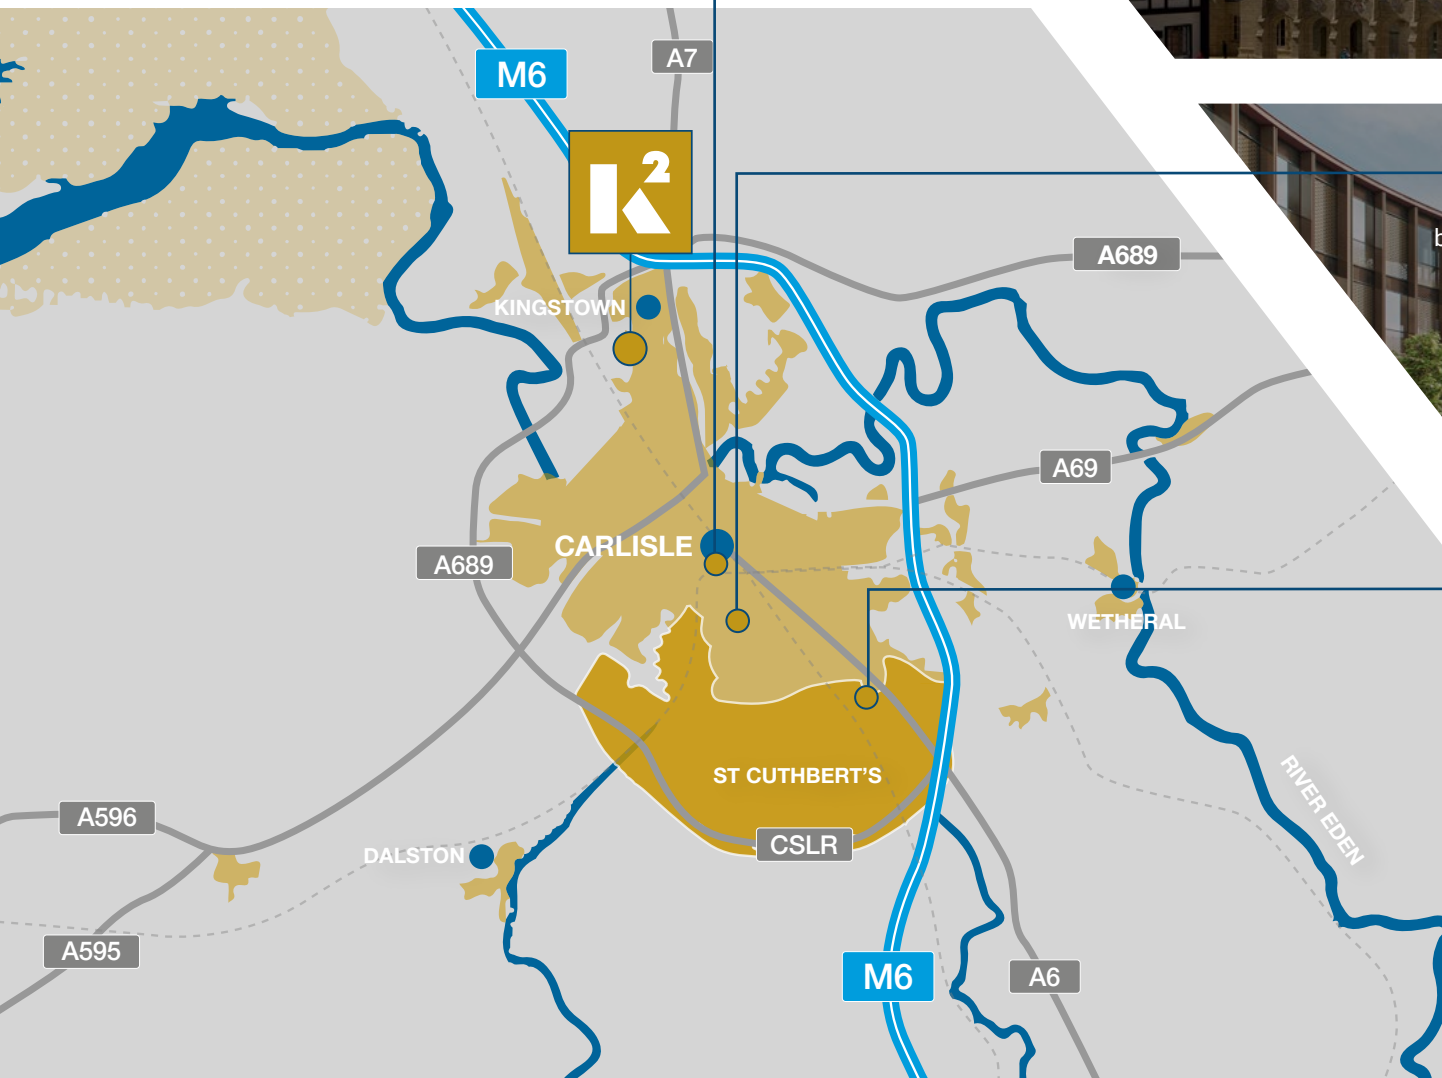 A7
M6
K²
b
A689
KINGSTOWN
A69
CARLISLE
A689
WETHERAL
ST CUTHBERT'S
RIVER EDEN
A596
CSLR
DALSTON
A595
M6
A6